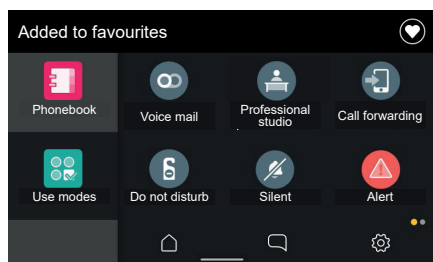 Added to favourites
Phonebook
Voice mail
Professional
studio
Call forwarding
Use modes
Do not disturb
Silent
Alert